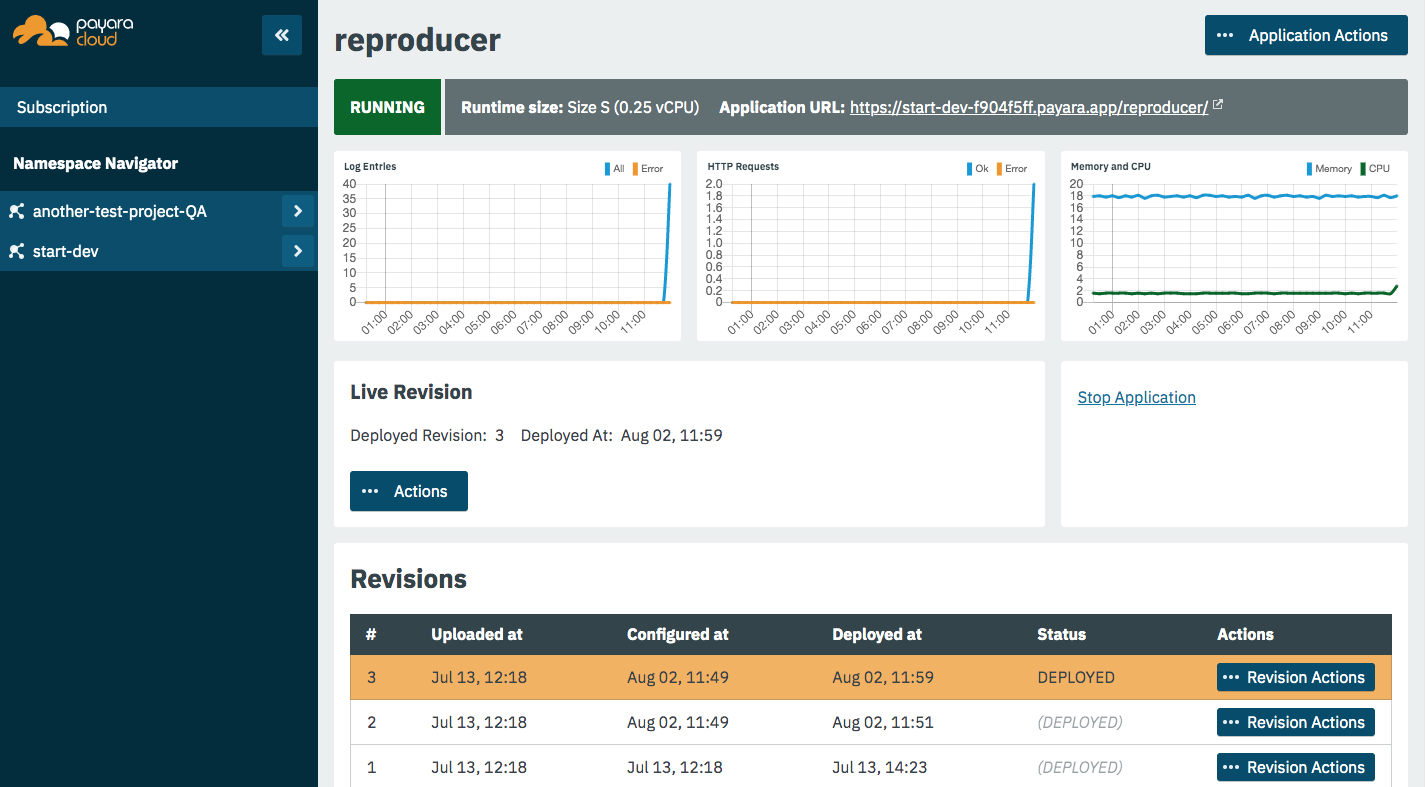 payara
cloud
«
Subscription
Namespace Navigator
another-test-project-QA
start-dev
reproducer
••• Application Actions
RUNNING
Runtime size: Size S (0.25 vCPU) Application URL: https://start-dev-f904f5ff.payara.app/reproducer/
Log Entries
All Error
40
35
30
25
20
15
10
5
0
01:00 02:00 03:00 04:00 05:00 06:00 07:00 08:00 09:00 10:00 11:00
HTTP Requests
Ok Error
2.0
1.8
1.6
1.4
1.2
1.0
0.8
0.6
0.4
0.2
0
01:00 02:00 03:00 04:00 05:00 06:00 07:00 08:00 09:00 10:00 11:00
Memory and CPU
Memory CPU
20
18
16
14
12
10
8
6
4
2
0
01:00 02:00 03:00 04:00 05:00 06:00 07:00 08:00 09:00 10:00 11:00
Live Revision
Deployed Revision: 3 Deployed At: Aug 02, 11:59
••• Actions
Stop Application
Revisions
# Uploaded at Configured at Deployed at Status Actions
3 Jul 13, 12:18 Aug 02, 11:49 Aug 02, 11:59 DEPLOYED ••• Revision Actions
2 Jul 13, 12:18 Aug 02, 11:49 Aug 02, 11:51 (DEPLOYED) ••• Revision Actions
1 Jul 13, 12:18 Jul 13, 12:18 Jul 13, 14:23 (DEPLOYED) ••• Revision Actions